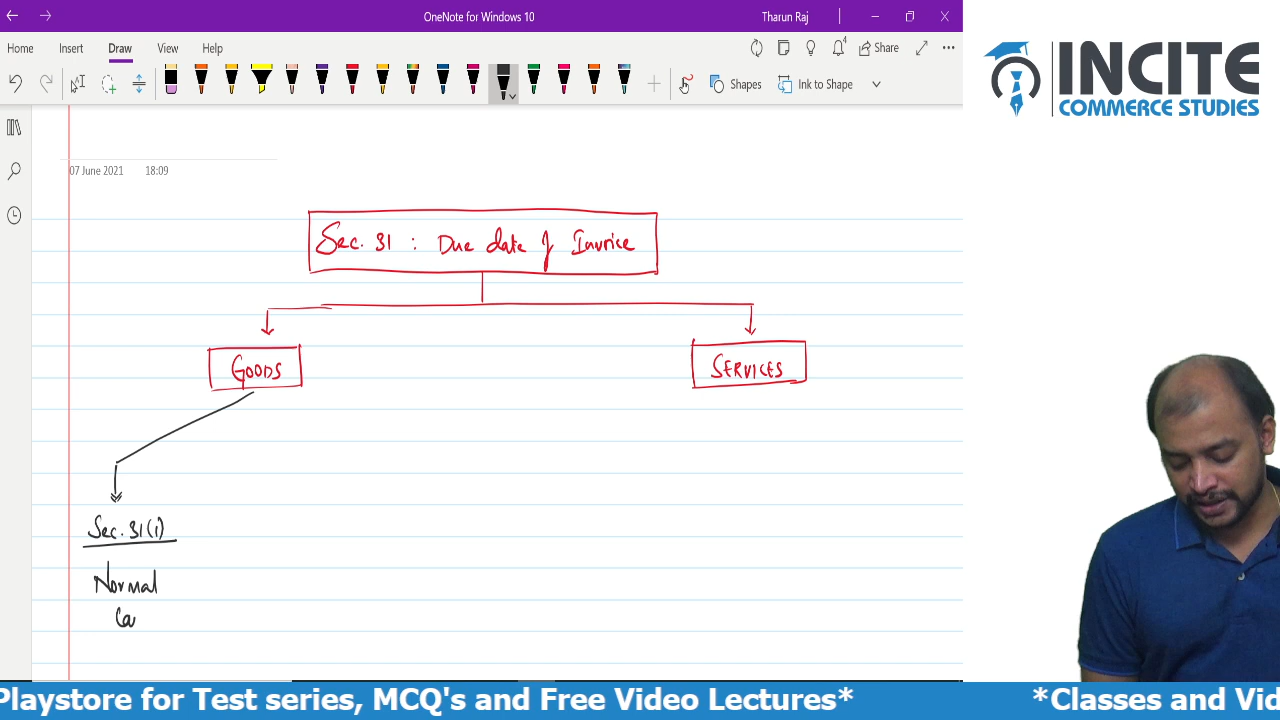 OneNote for Windows 10
Tharun Raj
Home Insert Draw View Help
4 Share
Shapes Ink to Shape
INCITE
COMMERCE STUDIES
07 June 2021 18:09
Sec. 31 : Due date of Invoice
GOODS
SERVICES
Sec. 31(1)
Normal
Ca
Playstore for Test series, MCQ's and Free Video Lectures* *Classes and Vid